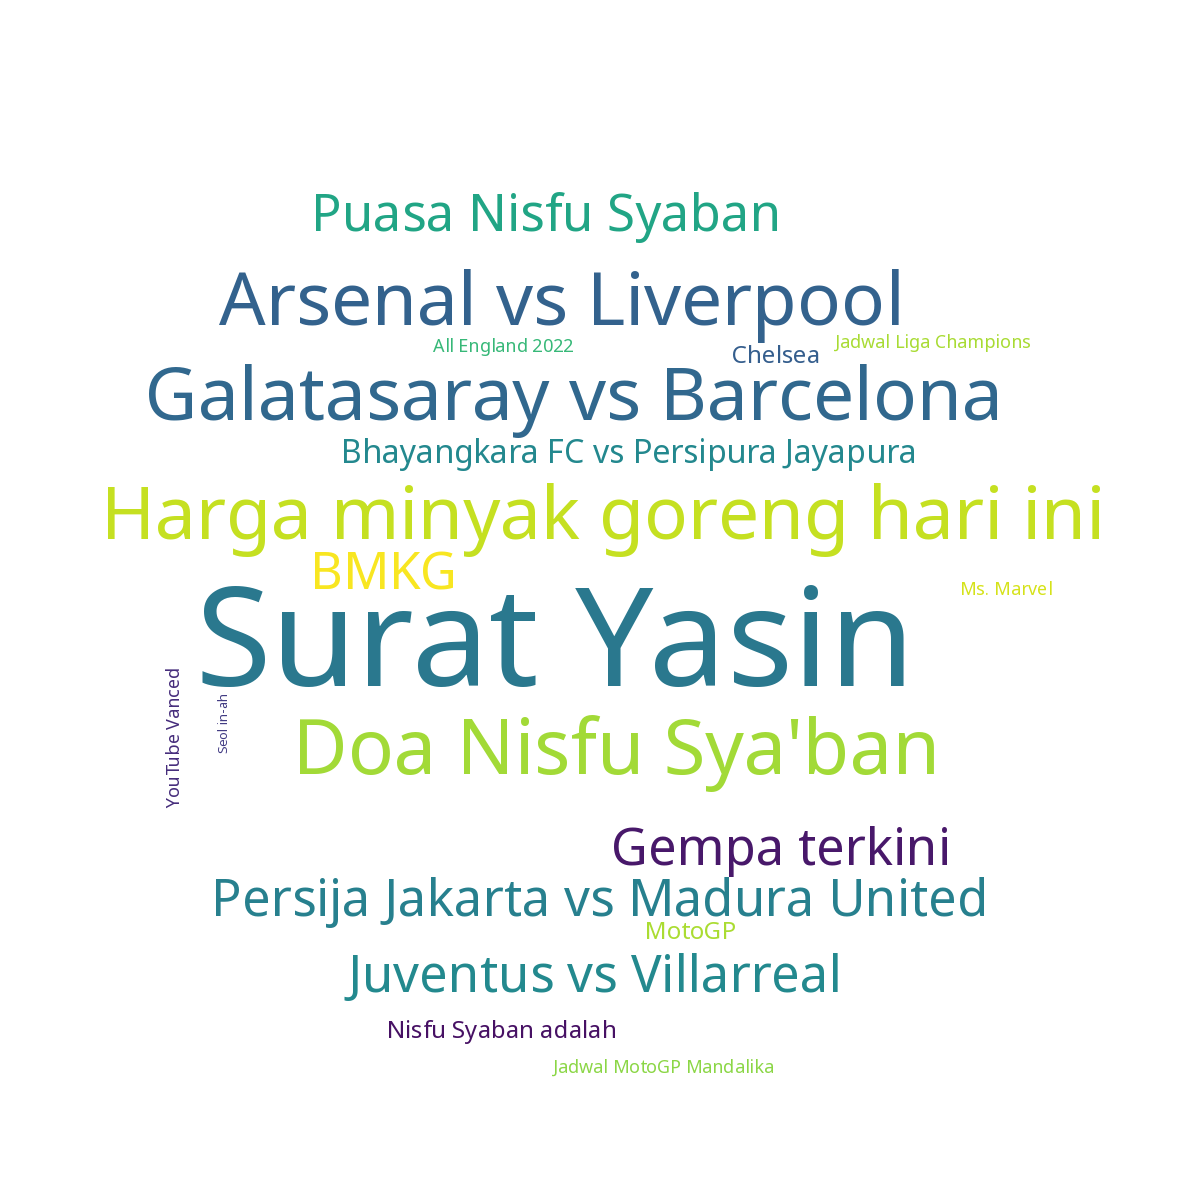 Puasa Nisfu Syaban
Arsenal vs Liverpool
All England 2022
Chelsea
Jadwal Liga Champions
Galatasaray vs Barcelona
Bhayangkara FC vs Persipura Jayapura
Harga minyak goreng hari ini
BMKG
Ms. Marvel
Surat Yasin
YouTube Vanced
Seol in-ah
Doa Nisfu Sya'ban
Gempa terkini
Persija Jakarta vs Madura United
MotoGP
Juventus vs Villarreal
Nisfu Syaban adalah
Jadwal MotoGP Mandalika